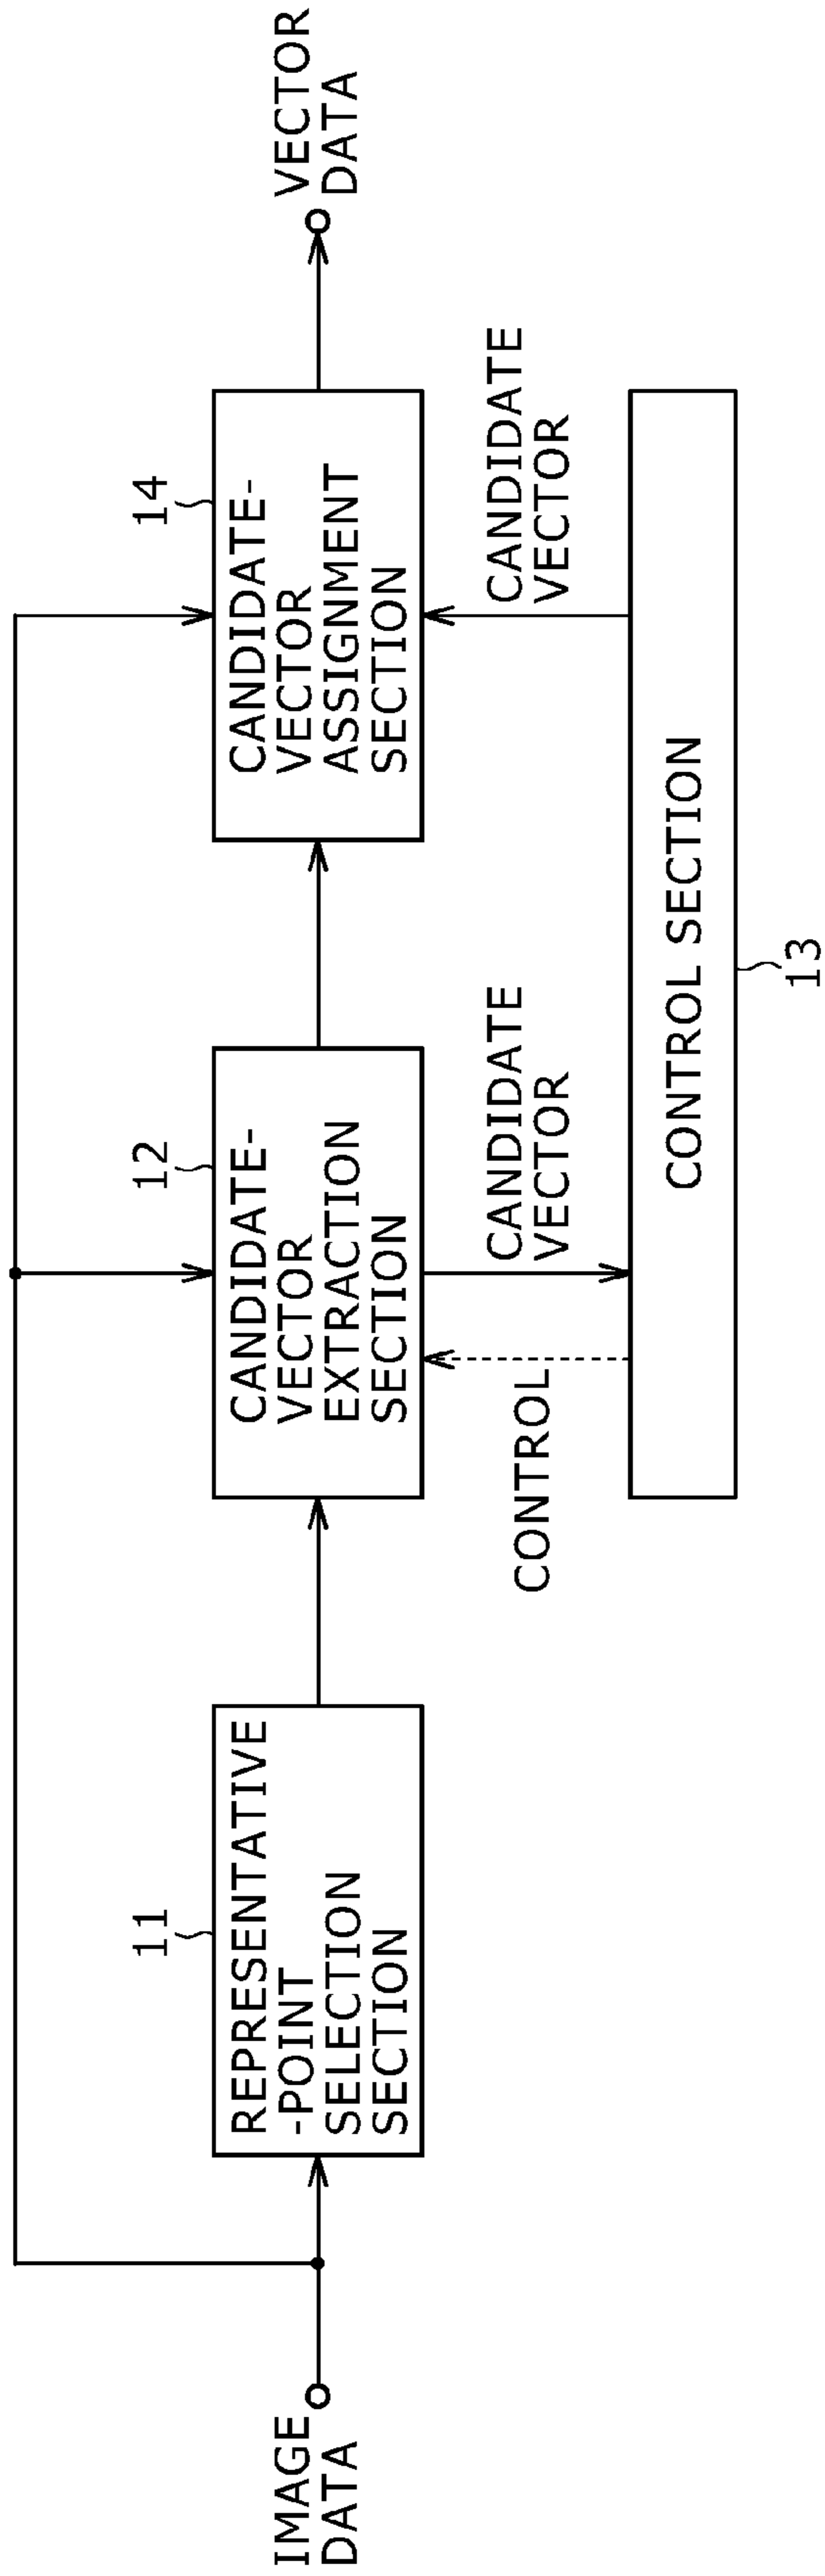 IMAGE
DATA
11
REPRESENTATIVE
-POINT
SELECTION
SECTION
12
CANDIDATE-
VECTOR
EXTRACTION
SECTION
14
CANDIDATE-
VECTOR
ASSIGNMENT
SECTION
VECTOR
DATA
CONTROL
CANDIDATE
VECTOR
CANDIDATE
VECTOR
CONTROL SECTION
13